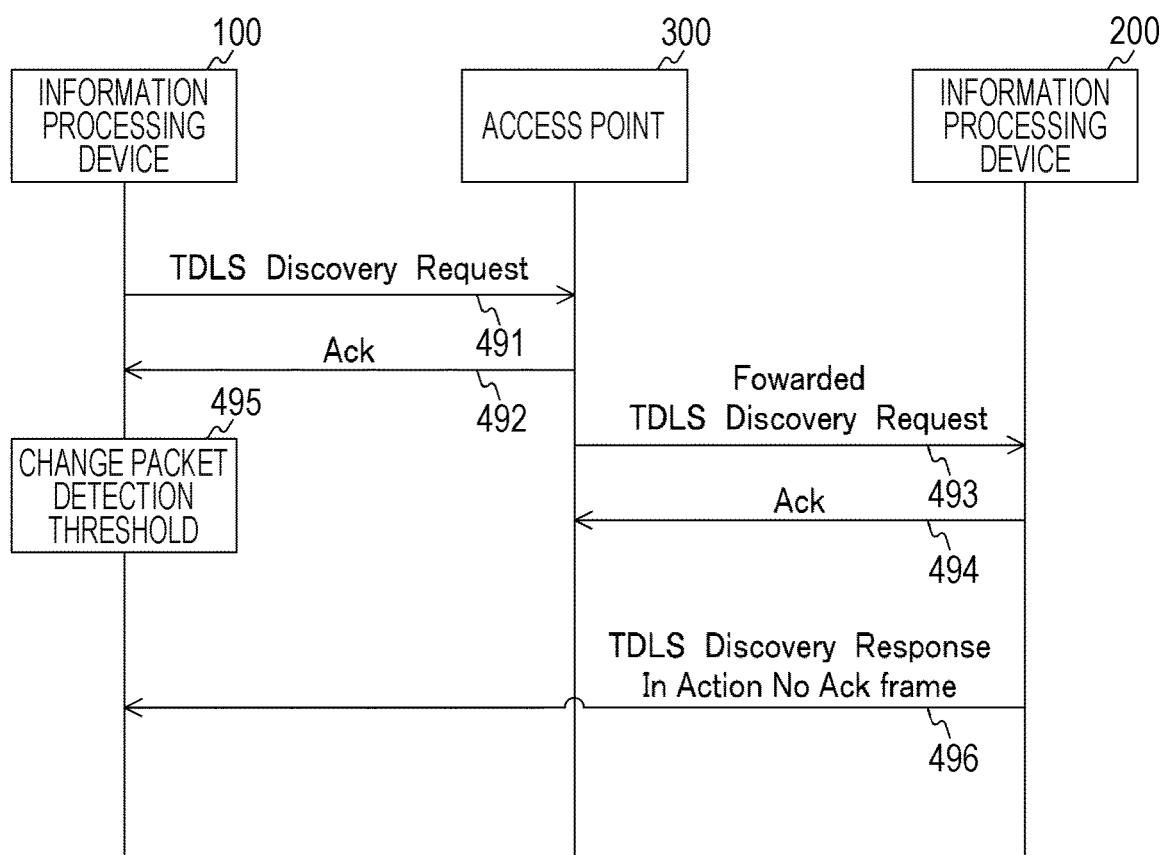 100
300
200
INFORMATION
PROCESSING
DEVICE
ACCESS POINT
INFORMATION
PROCESSING
DEVICE
TDLS Discovery Request
491
Ack
492
495
CHANGE PACKET
DETECTION
THRESHOLD
Fowarded
TDLS Discovery Request
493
Ack
494
TDLS Discovery Response
In Action No Ack frame
496